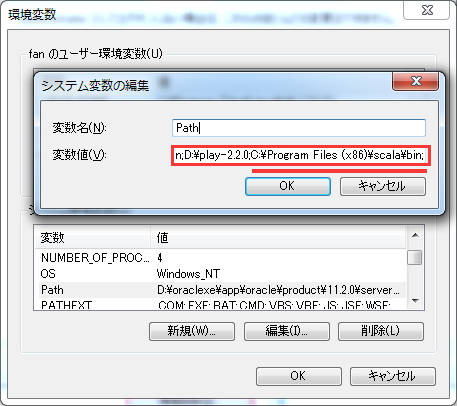 環境変数
fan のユーザー環境変数(U)
システム変数の編集
変数名(N):
Path
変数値(V):
n;D:¥play-2.2.0;C:¥Program Files (x86)¥scala¥bin;
OK
キャンセル
変数
値
NUMBER_OF_PROC...
4
OS
Windows_NT
Path
D:¥oraclexe¥app¥oracle¥product¥11.2.0¥server...
PATHEXT
.COM;.EXE;.BAT;.CMD;.VBS;.VBE;.JS;.JSE;.WSF;
新規(W)...
編集(I)...
削除(L)
OK
キャンセル